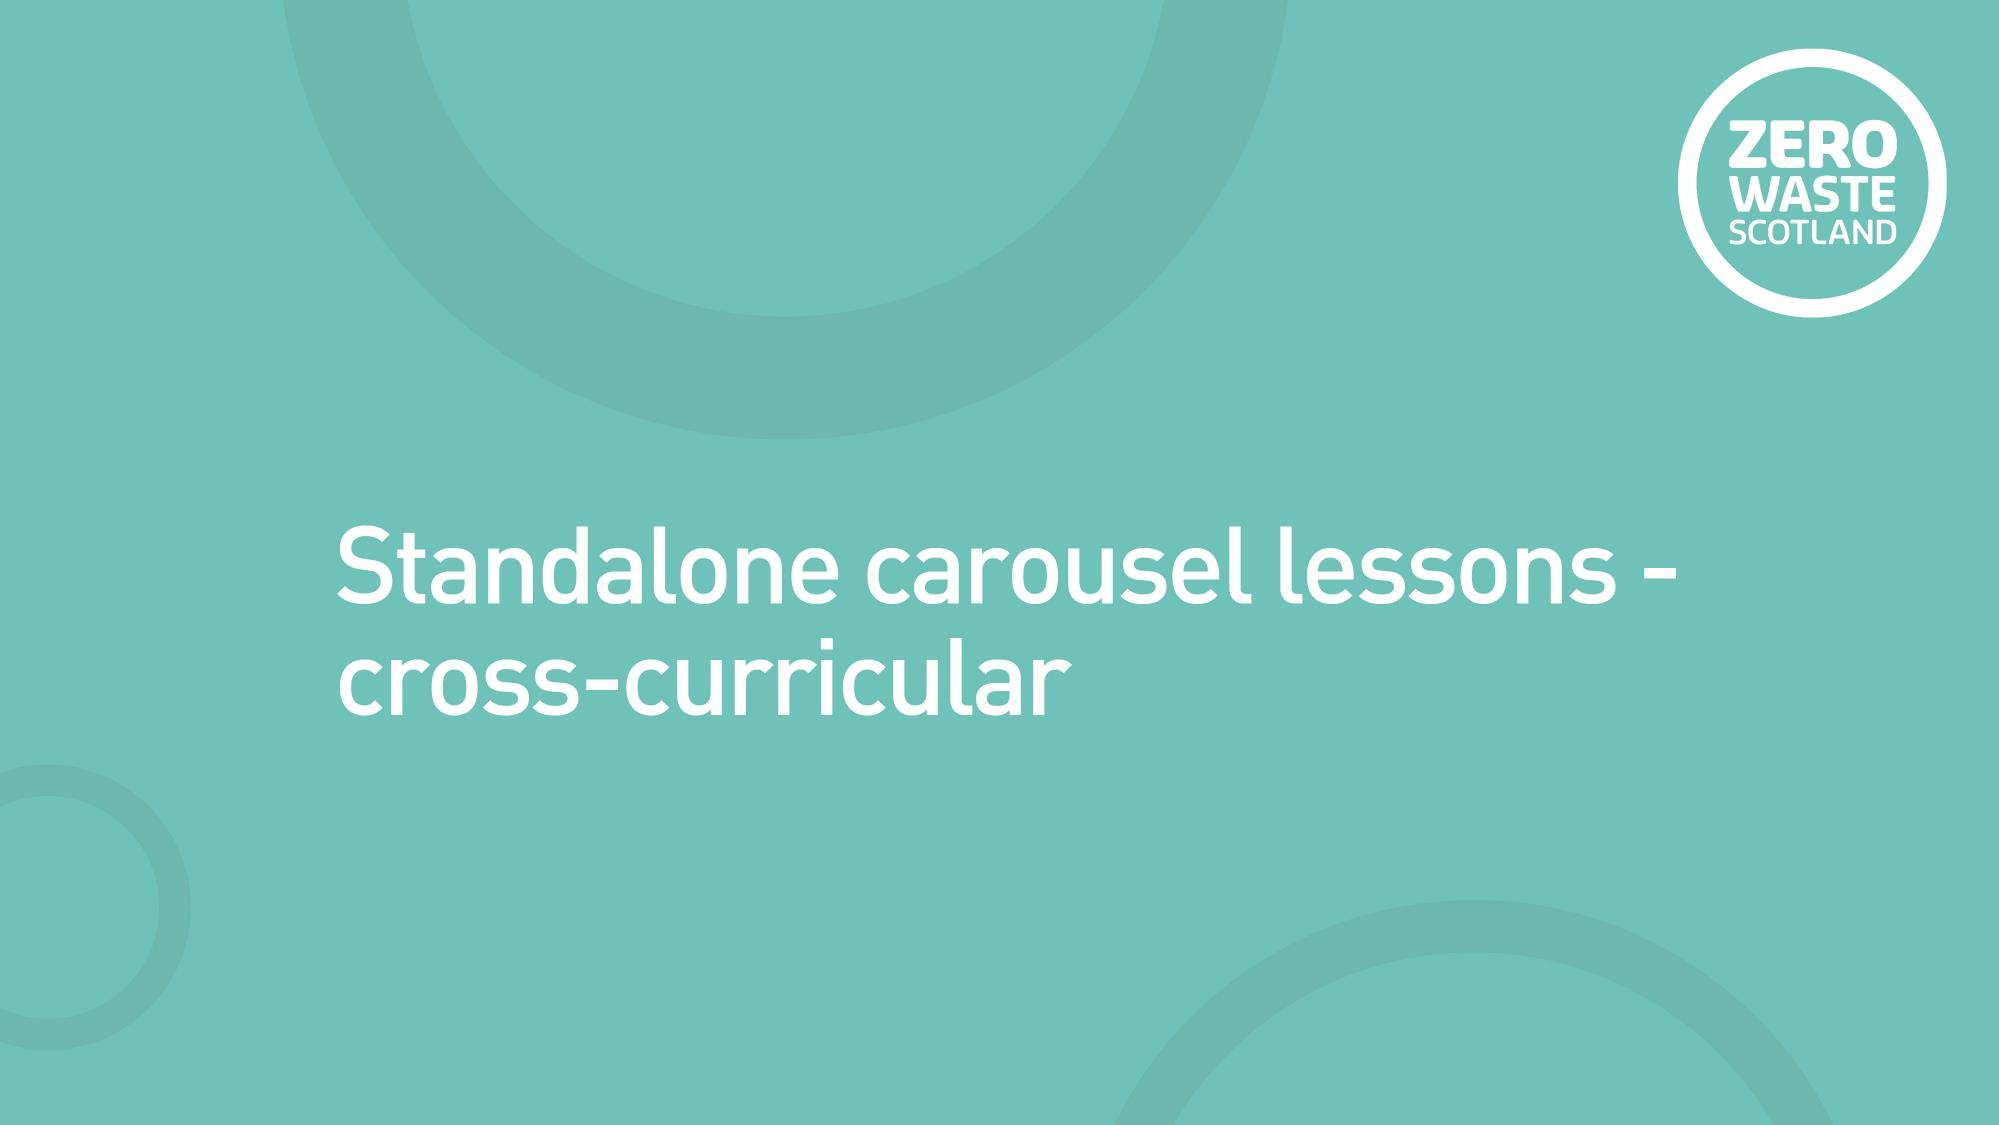 ZERO
WASTE
SCOTLAND
Standalone carousel lessons -
cross-curricular